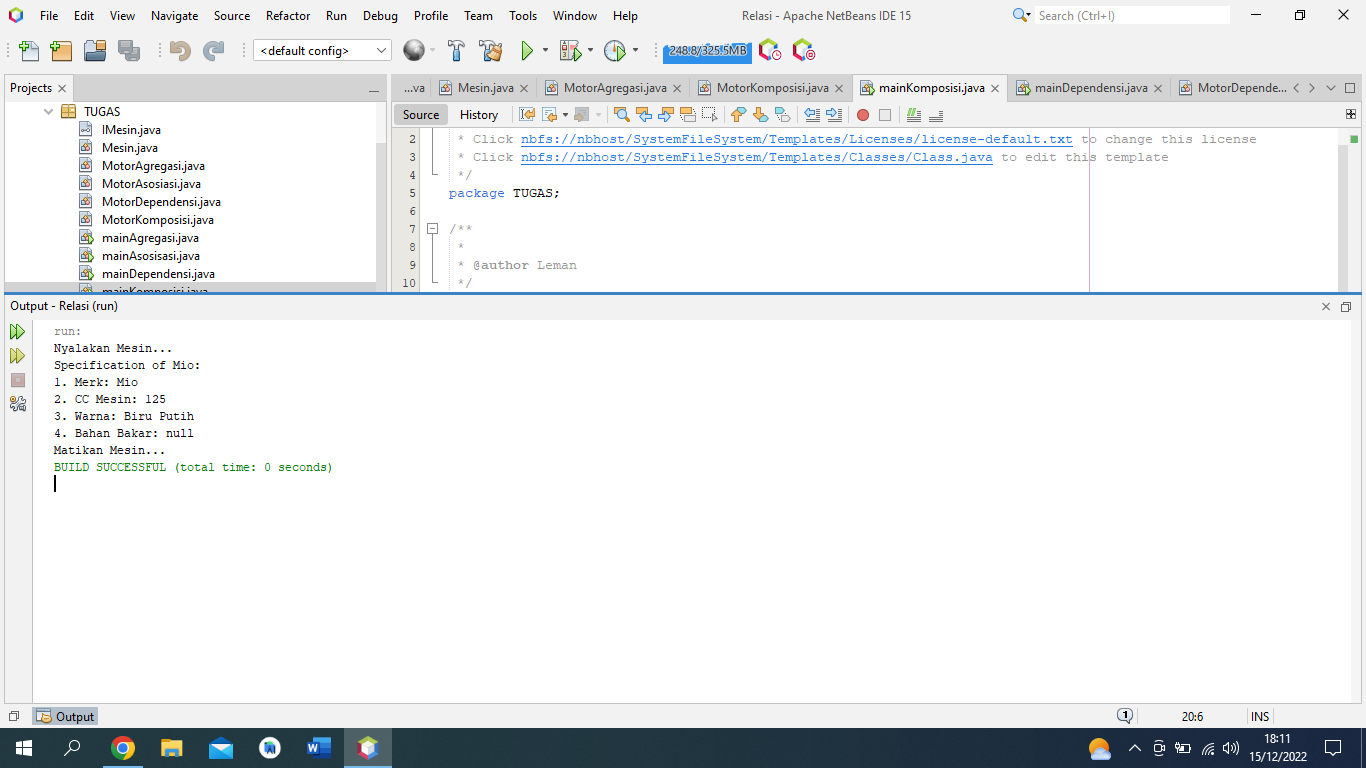 File Edit View Navigate Source Refactor Run Debug Profile Team Tools Window Help
Relasi - Apache NetBeans IDE 15
Search (Ctrl+I)
<default config>
248.8/325.5MB
Projects
...va Mesin.java MotorAgregasi.java MotorKomposisi.java mainKomposisi.java mainDependensi.java MotorDepende...
TUGAS
IMesin.java
Mesin.java
MotorAgregasi.java
MotorAsosiasi.java
MotorDependensi.java
MotorKomposisi.java
mainAgregasi.java
mainAsosisasi.java
mainDependensi.java
mainKomposisi.java
Source History
2 * Click nbfs://nbhost/SystemFileSystem/Templates/Licenses/license-default.txt to change this license
3 * Click nbfs://nbhost/SystemFileSystem/Templates/Classes/Class.java to edit this template
4 */
5 package TUGAS;
6
7 /**
8 *
9 * @author Leman
10 */
Output - Relasi (run)
run:
Nyalakan Mesin...
Specification of Mio:
1. Merk: Mio
2. CC Mesin: 125
3. Warna: Biru Putih
4. Bahan Bakar: null
Matikan Mesin...
BUILD SUCCESSFUL (total time: 0 seconds)
Output
1
20:6
INS
18:11
15/12/2022